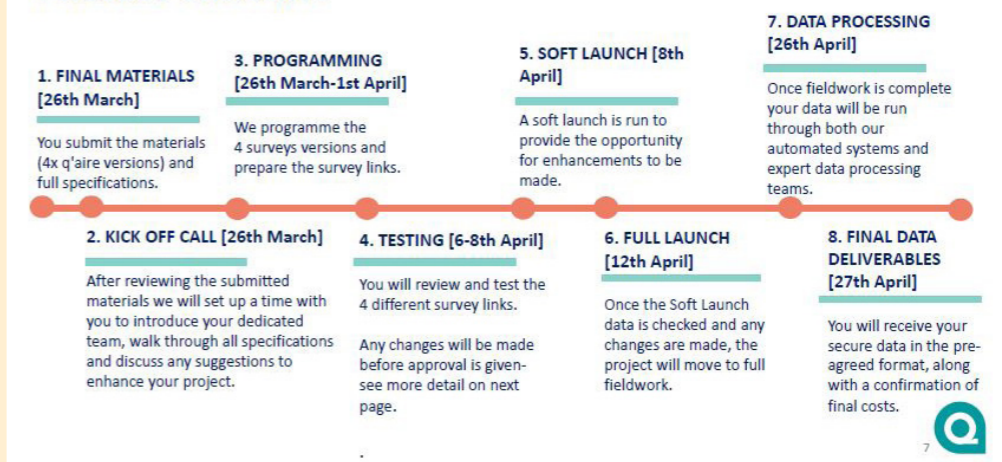 1. FINAL MATERIALS
[26th March]
You submit the materials
(4x q'aire versions) and
full specifications.
2. KICK OFF CALL [26th March]
After reviewing the submitted
materials we will set up a time with
you to introduce your dedicated
team, walk through all specifications
and discuss any suggestions to
enhance your project.
3. PROGRAMMING
[26th March-1st April]
We programme the
4 surveys versions and
prepare the survey links.
4. TESTING [6-8th April]
You will review and test the
4 different survey links.
Any changes will be made
before approval is given-
see more detail on next
page.
.
5. SOFT LAUNCH [8th
April]
A soft launch is run to
provide the opportunity
for enhancements to be
made.
6. FULL LAUNCH
[12th April]
Once the Soft Launch
data is checked and any
changes are made, the
project will move to full
fieldwork.
7. DATA PROCESSING
[26th April]
Once fieldwork is complete
your data will be run
through both our
automated systems and
expert data processing
teams.
8. FINAL DATA
DELIVERABLES
[27th April]
You will receive your
secure data in the pre-
agreed format, along
with a confirmation of
final costs.
7
Q